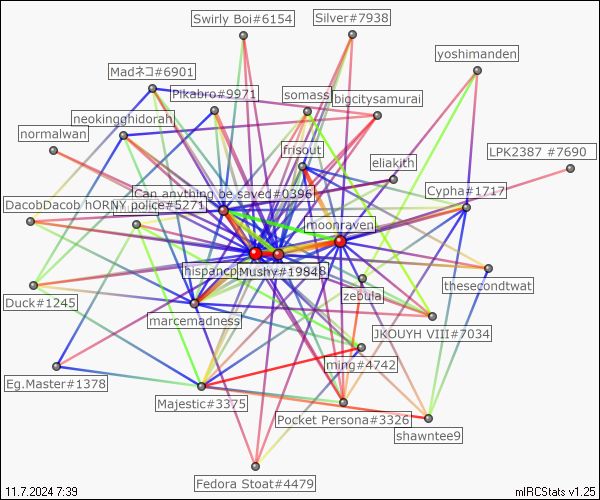 Swirly Boi#6154
Silver#7938
yoshimanden
Madネコ#6901
Pikabro#9971
somass
bigcitysamurai
neokingghidorah
normalwan
frisout
LPK2387 #7690
eliakith
Can anything be saved#0396
Cypha#1717
DacobDacob
hORNY police#5271
moonraven
Mushy#19848
thesecondtwat
zebula
Duck#1245
marcemadness
JKOUYH VIII#7034
ming#4742
Eg.Master#1378
Majestic#3375
Pocket Persona#3326
shawntee9
Fedora Stoat#4479
11.7.2024 7:39
mIRCStats v1.25